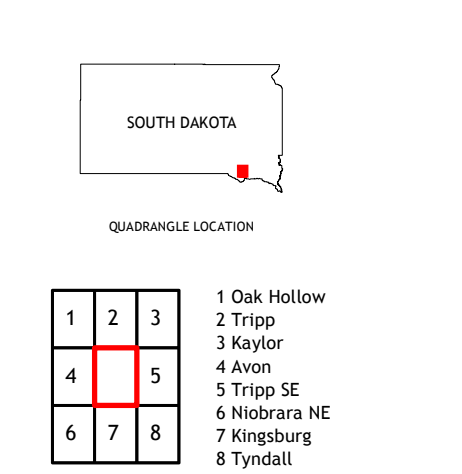 SOUTH DAKOTA
QUADRANGLE LOCATION
1 2 3
4 5
6 7 8
1 Oak Hollow
2 Tripp
3 Kaylor
4 Avon
5 Tripp SE
6 Niobrara NE
7 Kingsburg
8 Tyndall